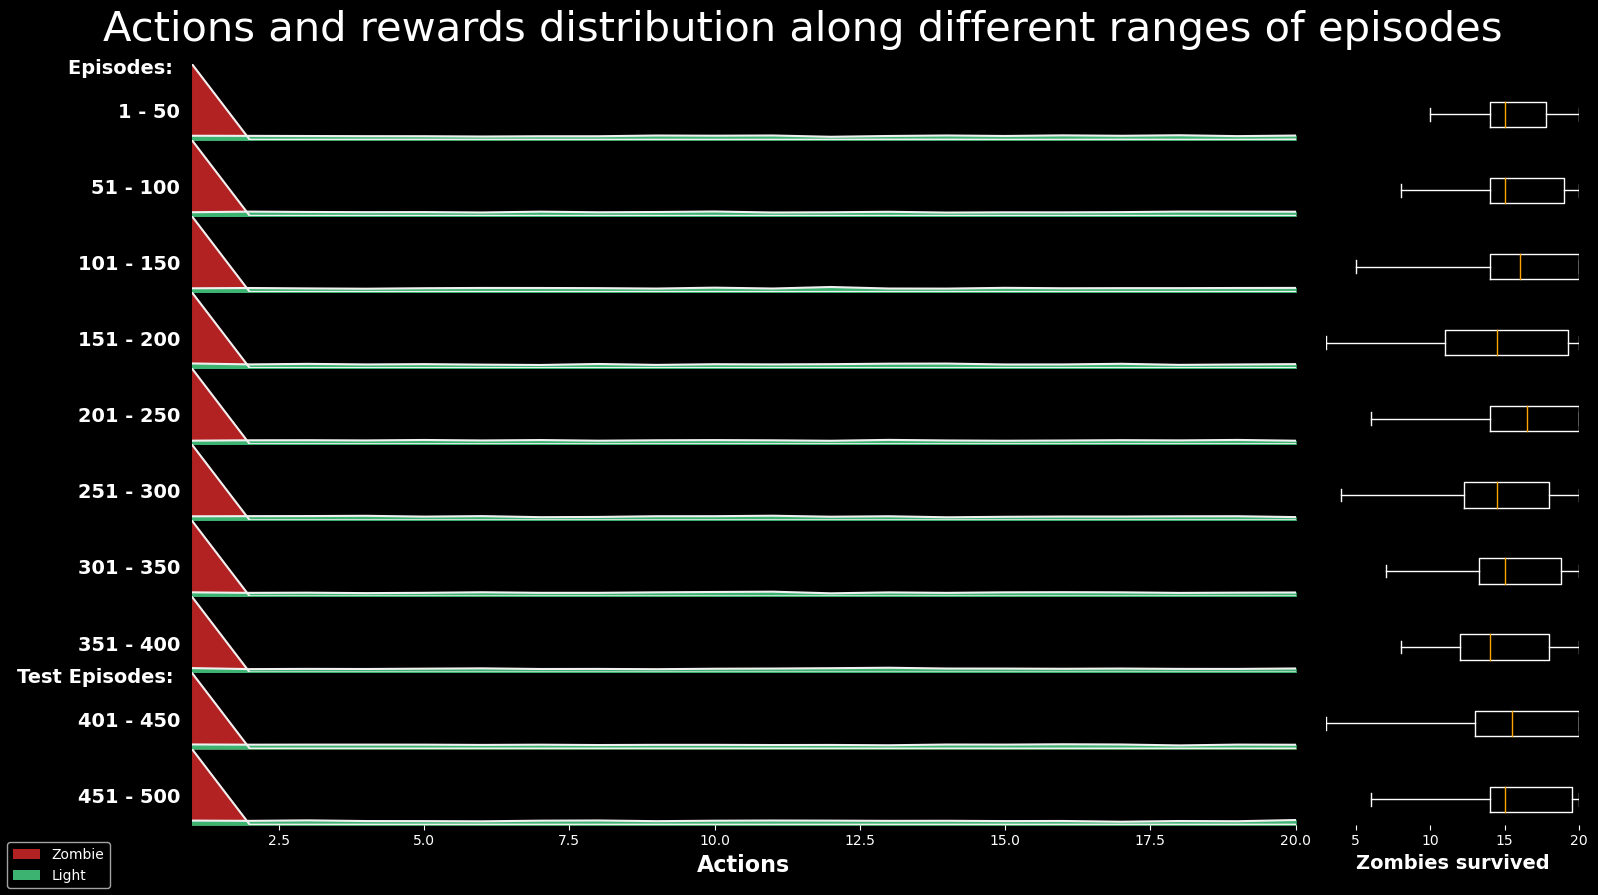 Actions and rewards distribution along different ranges of episodes
Episodes:
1 - 50
51 - 100
101 - 150
151 - 200
201 - 250
251 - 300
301 - 350
351 - 400
Test Episodes:
401 - 450
451 - 500
2.5 5.0 7.5 10.0 12.5 15.0 17.5 20.0
5 10 15 20
Actions
Zombies survived
Zombie
Light